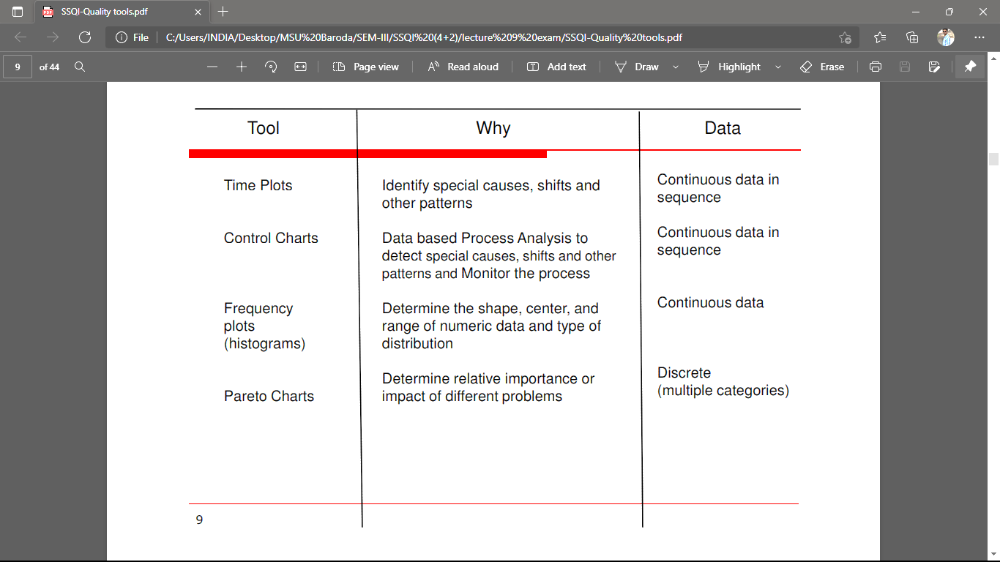 SSQI-Quality tools.pdf
File C:/Users/INDIA/Desktop/MSU%20Baroda/SEM-III/SSQI%20(4+2)/lecture%209%20exam/SSQI-Quality%20tools.pdf
9 of 44 Page view Read aloud Add text Draw Highlight Erase
Tool Why Data
Time Plots
Identify special causes, shifts and
other patterns
Continuous data in
sequence
Control Charts
Data based Process Analysis to
detect special causes, shifts and other
patterns and Monitor the process
Continuous data in
sequence
Frequency
plots
(histograms)
Determine the shape, center, and
range of numeric data and type of
distribution
Continuous data
Pareto Charts
Determine relative importance or
impact of different problems
Discrete
(multiple categories)
9